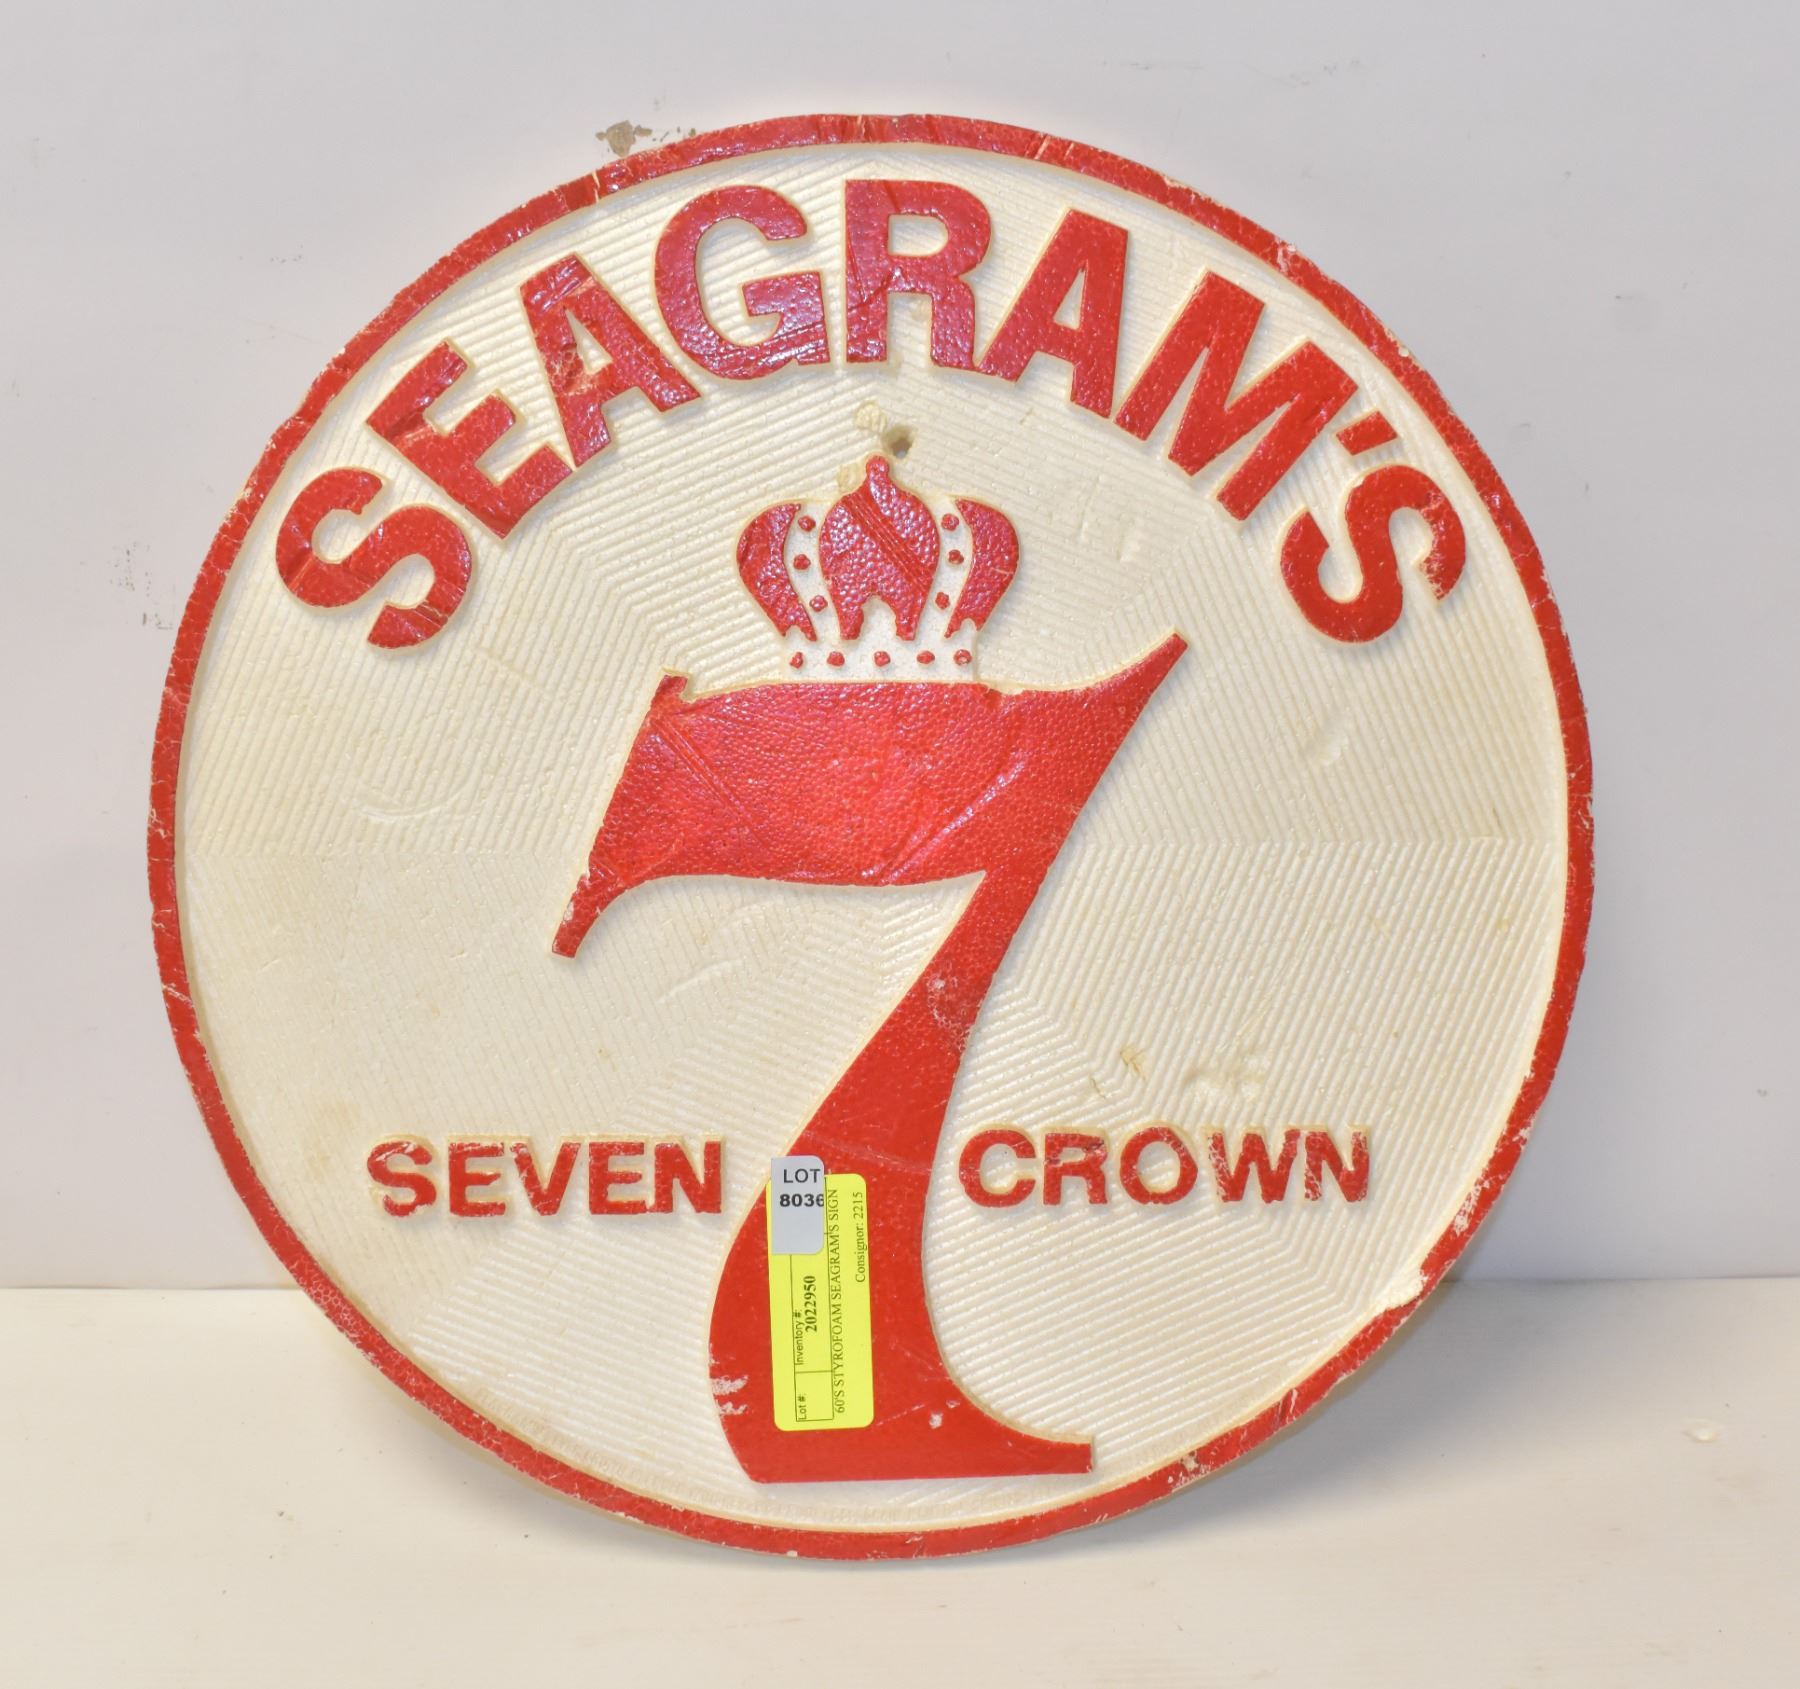 SEAGRAM'S
7
SEVEN CROWN
LOT
8036
Lot #:
Inventory #:
2022950
60'S STYROFOAM SEAGRAM'S SIGN
Consignor: 2215